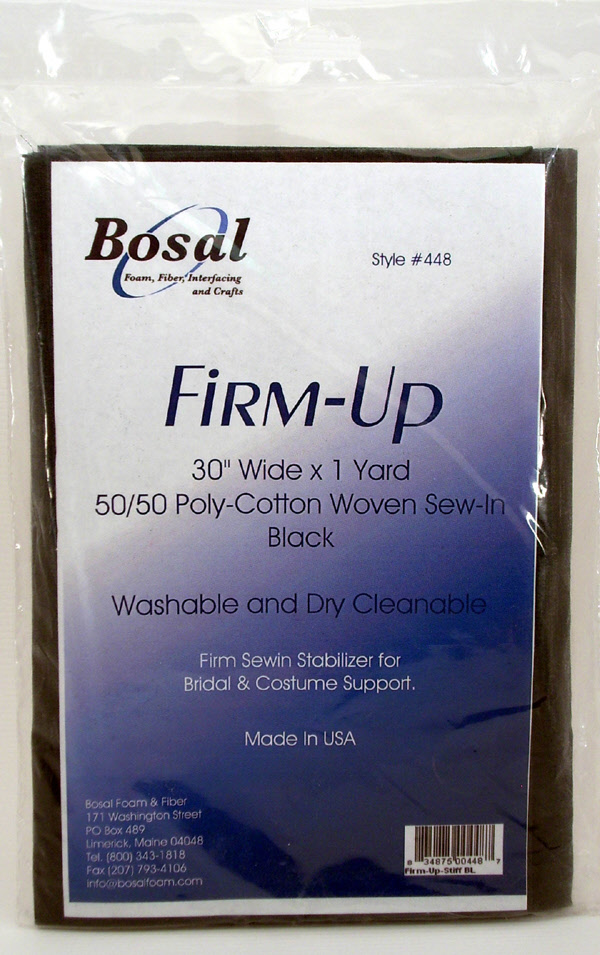 Bosal
Foam, Fiber, Interfacing
and Crafts
Style #448
FiRM-Up
30" Wide x 1 Yard
50/50 Poly-Cotton Woven Sew-In
Black
Washable and Dry Cleanable
Firm Sewin Stabilizer for
Bridal & Costume Support.
Made In USA
Bosal Foam & Fiber
171 Washington Street
PO Box 489
Limerick, Maine 04048
Tel. (800) 343-1818
Fax (207) 793-4106
info@bosalfoam.com
8 34875 00448 7
Firm-Up-Stiff BL